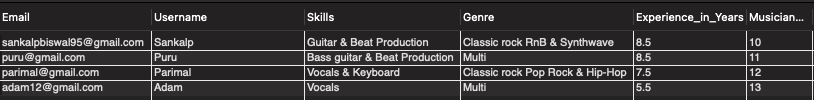 Email Username Skills Genre Experience_in_Years Musician...
sankalpbiswal95@gmail.com Sankalp Guitar & Beat Production Classic rock RnB & Synthwave 8.5 10
puru@gmail.com Puru Bass guitar & Beat Production Multi 8.5 11
parimal@gmail.com Parimal Vocals & Keyboard Classic rock Pop Rock & Hip-Hop 7.5 12
adam12@gmail.com Adam Vocals Multi 5.5 13